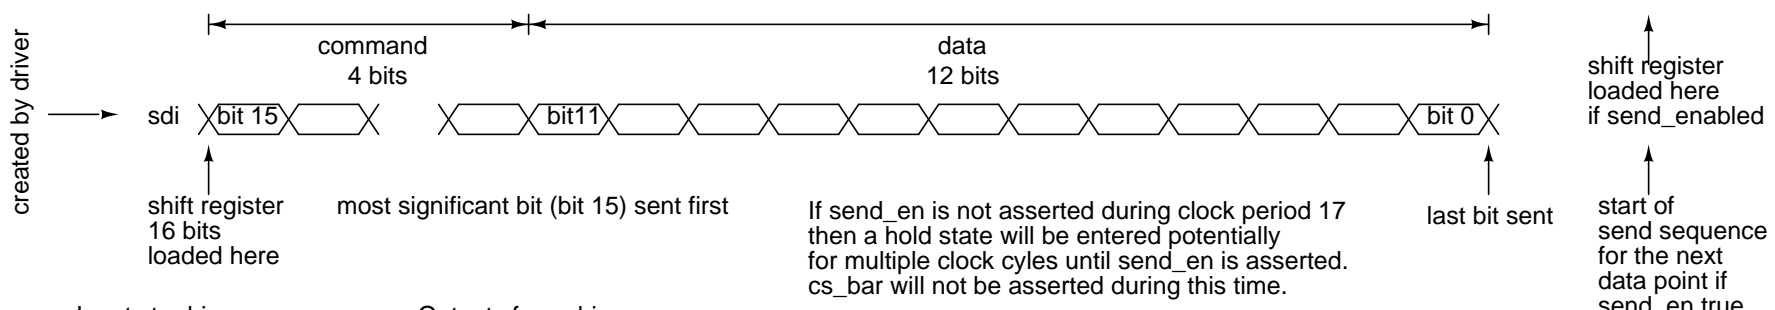 created by driver
command
4 bits
data
12 bits
shift register
loaded here
if send_enabled
sdi
bit 15
bit11
bit 0
shift register
16 bits
loaded here
most significant bit (bit 15) sent first
If send_en is not asserted during clock period 17
then a hold state will be entered potentially
for multiple clock cyles until send_en is asserted.
cs_bar will not be asserted during this time.
last bit sent
start of
send sequence
for the next
data point if
send_en true